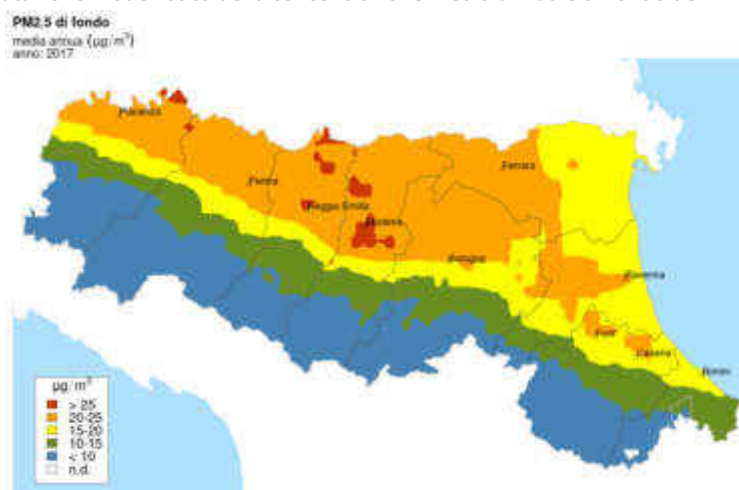 PM2.5 di fondo
media annua (µg/m³)
anno: 2017
Piacenza
Parma
Reggio Emilia
Modena
Ferrara
Bologna
Ravenna
Forlì
Cesena
Rimini
µg/m³
> 25
20-25
15-20
10-15
< 10
n.d.